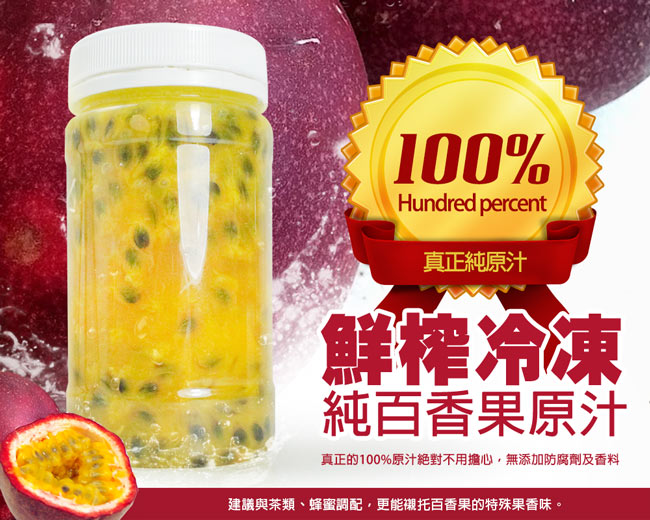 100%
Hundred percent
真正純原汁
鮮榨冷凍
純百香果原汁
真正的100%原汁絕對不用擔心，無添加防腐劑及香料
建議與茶類、蜂蜜調配，更能襯托百香果的特殊果香味。